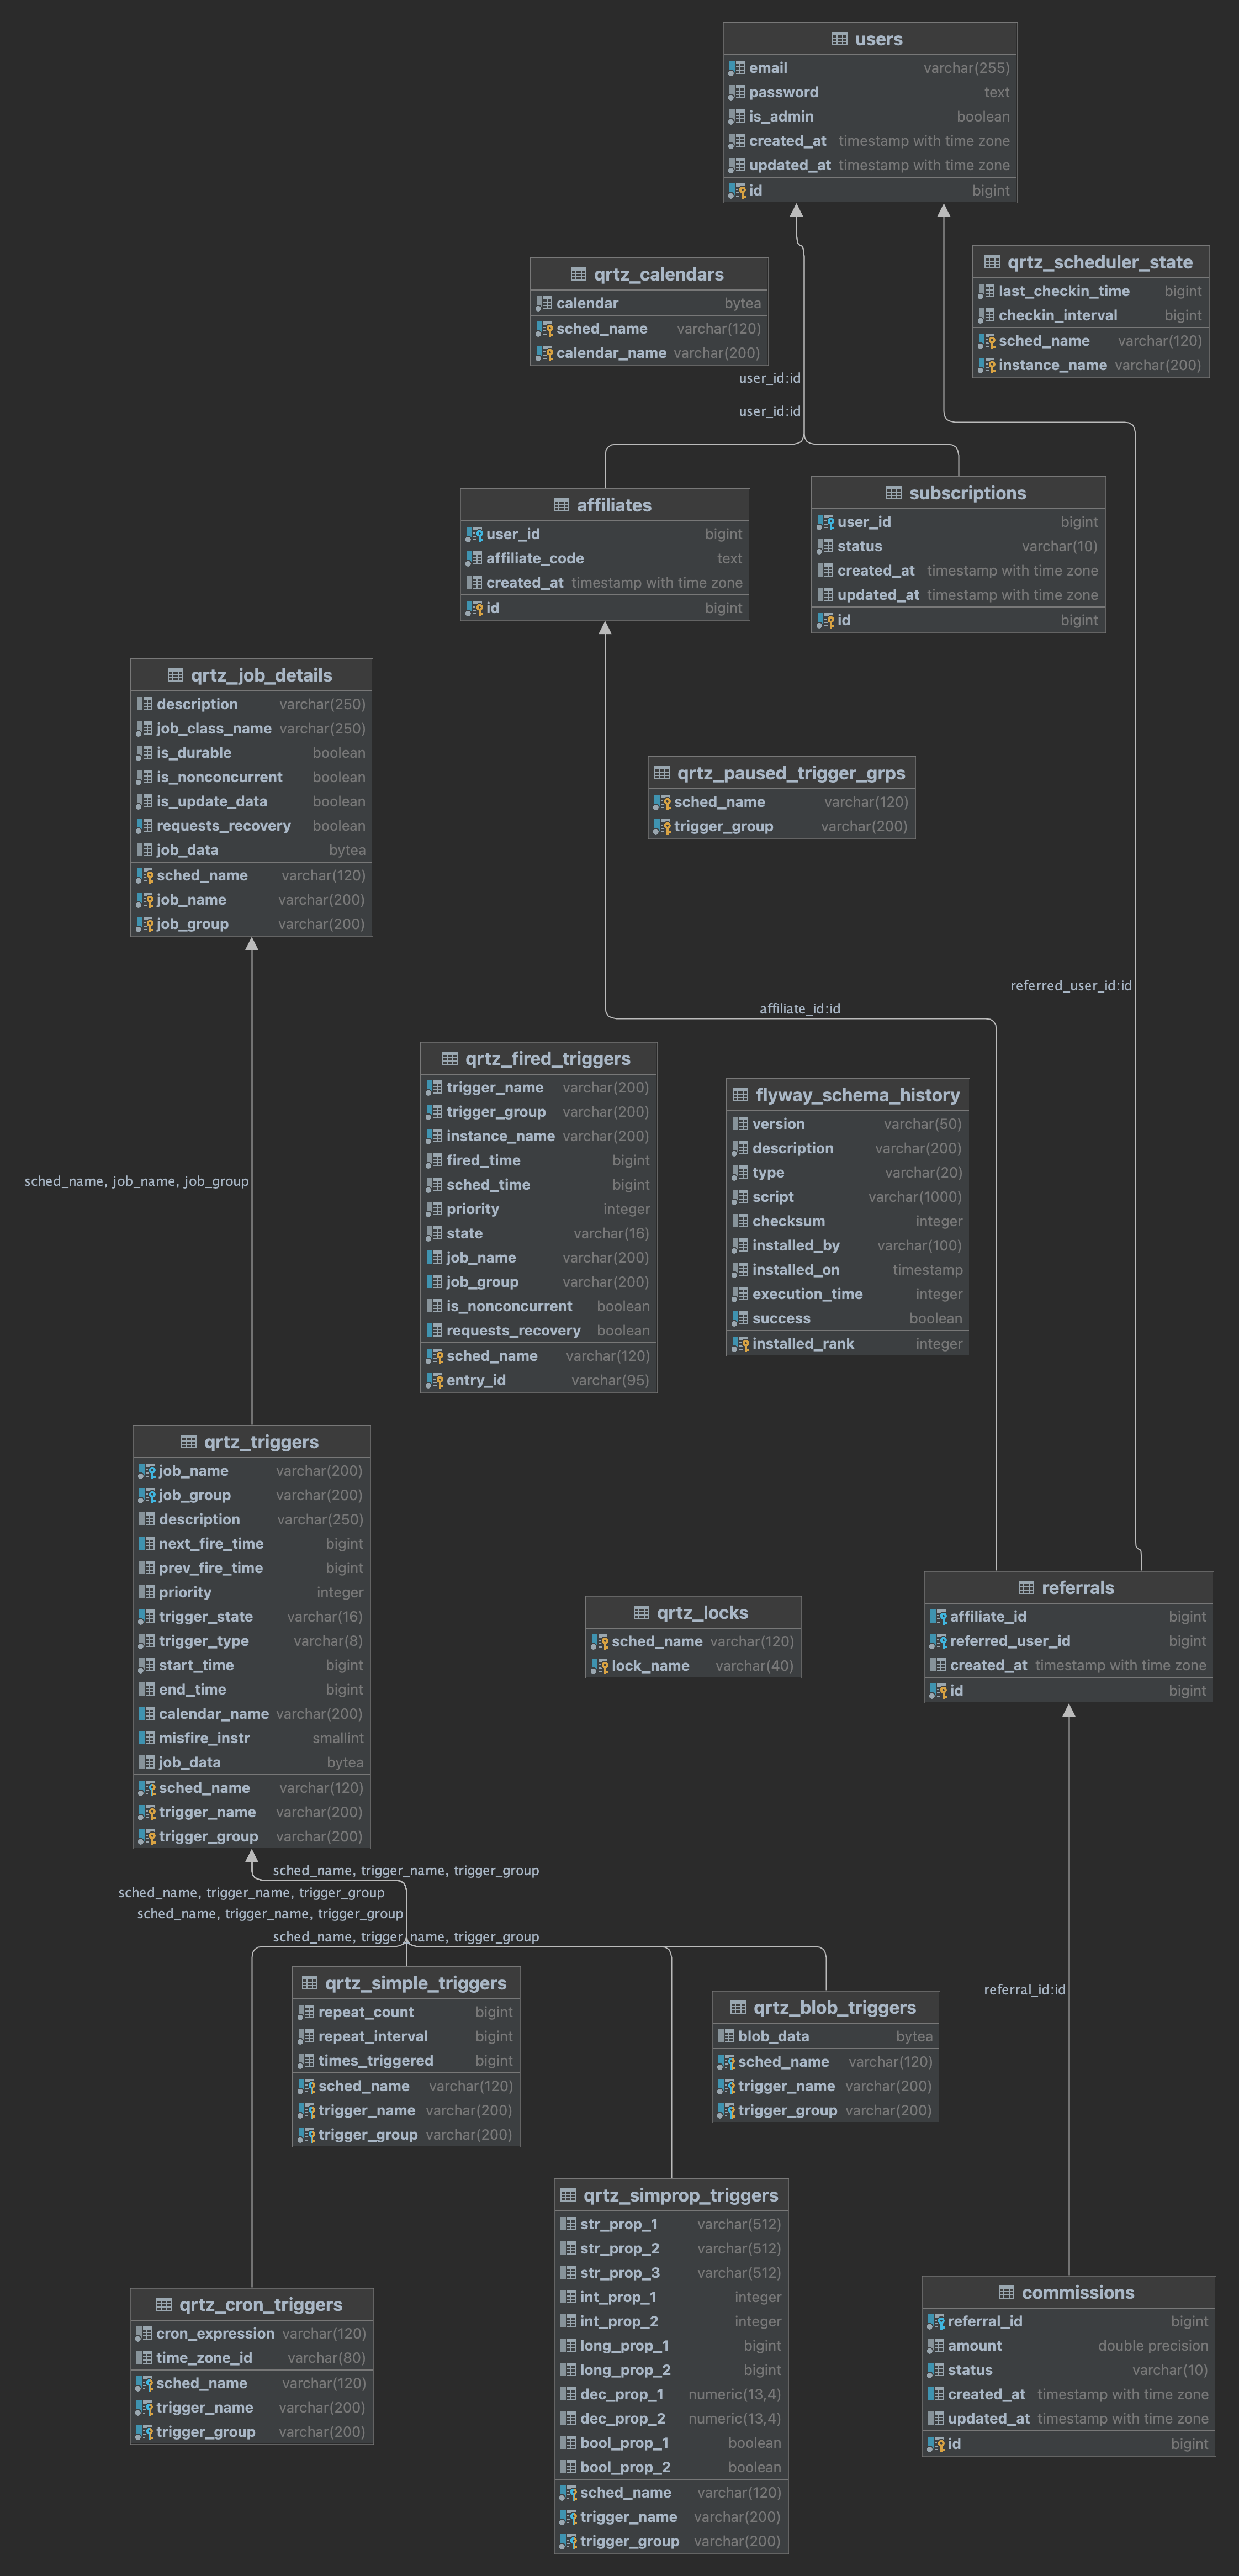 users
email varchar(255)
password text
is_admin boolean
created_at timestamp with time zone
updated_at timestamp with time zone
id bigint
qrtz_calendars
calendar bytea
sched_name varchar(120)
calendar_name varchar(200)
qrtz_scheduler_state
last_checkin_time bigint
checkin_interval bigint
sched_name varchar(120)
instance_name varchar(200)
user_id:id
user_id:id
affiliates
user_id bigint
affiliate_code text
created_at timestamp with time zone
id bigint
subscriptions
user_id bigint
status varchar(10)
created_at timestamp with time zone
updated_at timestamp with time zone
id bigint
qrtz_job_details
description varchar(250)
job_class_name varchar(250)
is_durable boolean
is_nonconcurrent boolean
is_update_data boolean
requests_recovery boolean
job_data bytea
sched_name varchar(120)
job_name varchar(200)
job_group varchar(200)
qrtz_paused_trigger_grps
sched_name varchar(120)
trigger_group varchar(200)
referred_user_id:id
affiliate_id:id
qrtz_fired_triggers
trigger_name varchar(200)
trigger_group varchar(200)
instance_name varchar(200)
fired_time bigint
sched_time bigint
priority integer
state varchar(16)
job_name varchar(200)
job_group varchar(200)
is_nonconcurrent boolean
requests_recovery boolean
sched_name varchar(120)
entry_id varchar(95)
flyway_schema_history
version varchar(50)
description varchar(200)
type varchar(20)
script varchar(1000)
checksum integer
installed_by varchar(100)
installed_on timestamp
execution_time integer
success boolean
installed_rank integer
sched_name, job_name, job_group
qrtz_triggers
job_name varchar(200)
job_group varchar(200)
description varchar(250)
next_fire_time bigint
prev_fire_time bigint
priority integer
trigger_state varchar(16)
trigger_type varchar(8)
start_time bigint
end_time bigint
calendar_name varchar(200)
misfire_instr smallint
job_data bytea
sched_name varchar(120)
trigger_name varchar(200)
trigger_group varchar(200)
qrtz_locks
sched_name varchar(120)
lock_name varchar(40)
referrals
affiliate_id bigint
referred_user_id bigint
created_at timestamp with time zone
id bigint
sched_name, trigger_name, trigger_group
sched_name, trigger_name, trigger_group
sched_name, trigger_name, trigger_group
sched_name, trigger_name, trigger_group
qrtz_simple_triggers
repeat_count bigint
repeat_interval bigint
times_triggered bigint
sched_name varchar(120)
trigger_name varchar(200)
trigger_group varchar(200)
qrtz_blob_triggers
blob_data bytea
sched_name varchar(120)
trigger_name varchar(200)
trigger_group varchar(200)
referral_id:id
qrtz_simprop_triggers
str_prop_1 varchar(512)
str_prop_2 varchar(512)
str_prop_3 varchar(512)
int_prop_1 integer
int_prop_2 integer
long_prop_1 bigint
long_prop_2 bigint
dec_prop_1 numeric(13,4)
dec_prop_2 numeric(13,4)
bool_prop_1 boolean
bool_prop_2 boolean
sched_name varchar(120)
trigger_name varchar(200)
trigger_group varchar(200)
qrtz_cron_triggers
cron_expression varchar(120)
time_zone_id varchar(80)
sched_name varchar(120)
trigger_name varchar(200)
trigger_group varchar(200)
commissions
referral_id bigint
amount double precision
status varchar(10)
created_at timestamp with time zone
updated_at timestamp with time zone
id bigint